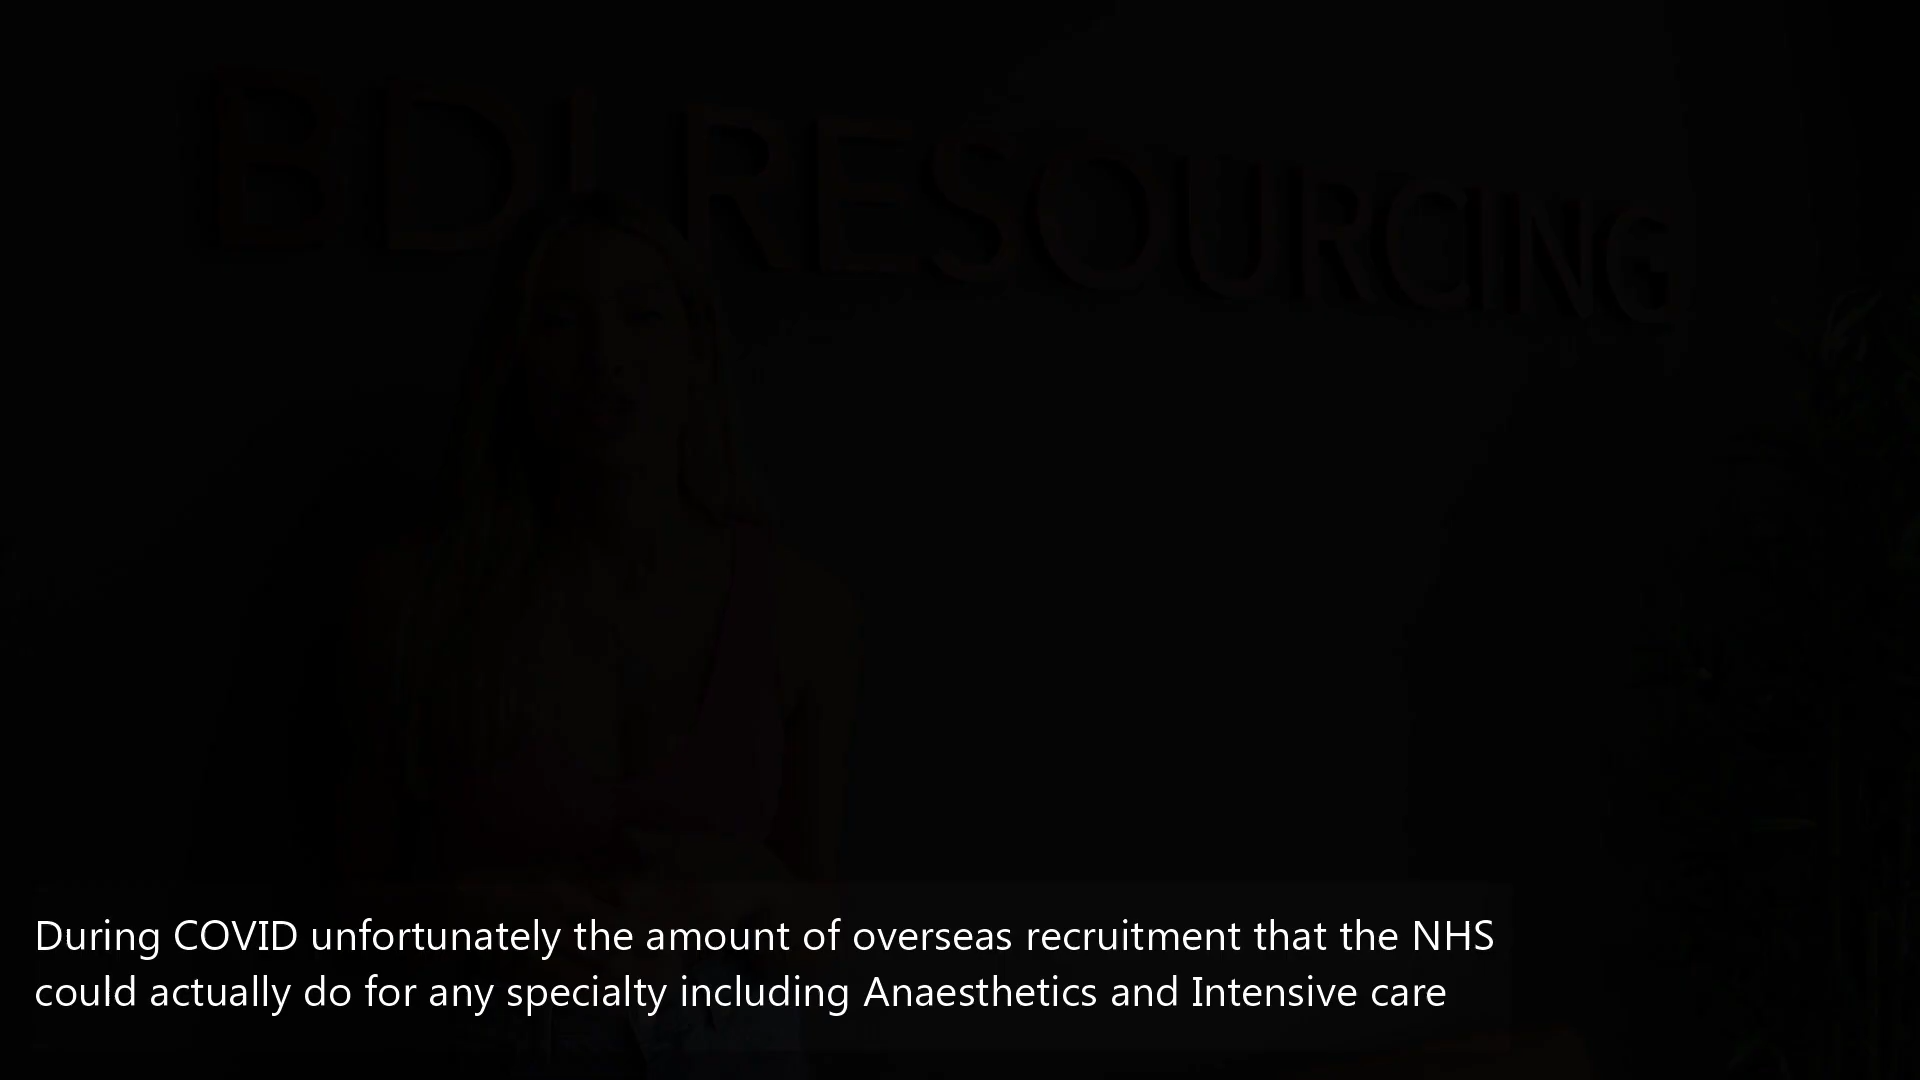 BDI RESOURCING
During COVID unfortunately the amount of overseas recruitment that the NHS
could actually do for any specialty including Anaesthetics and Intensive care